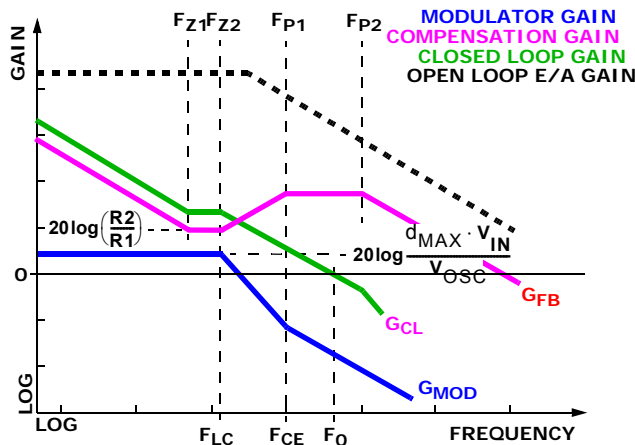 MODULATOR GAIN
COMPENSATION GAIN
CLOSED LOOP GAIN
OPEN LOOP E/A GAIN
FZ1 FZ2 FP1 FP2
GAIN
20log(R2/R1)
20log dMAX · VIN / VOSC
0
GFB
GCL
GMOD
LOG
LOG
FLC FCE FO FREQUENCY